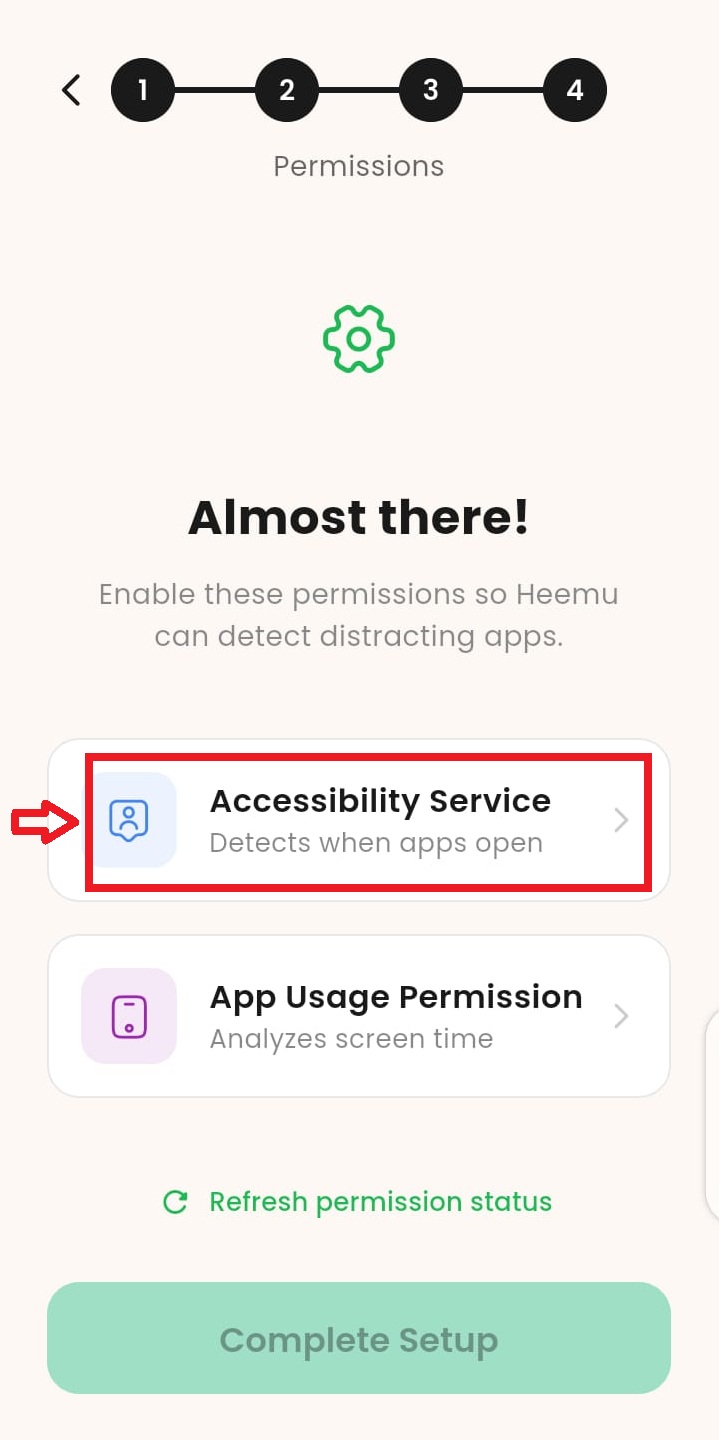 1
2
3
4
Permissions
Almost there!
Enable these permissions so Heemu
can detect distracting apps.
Accessibility Service
Detects when apps open
App Usage Permission
Analyzes screen time
Refresh permission status
Complete Setup